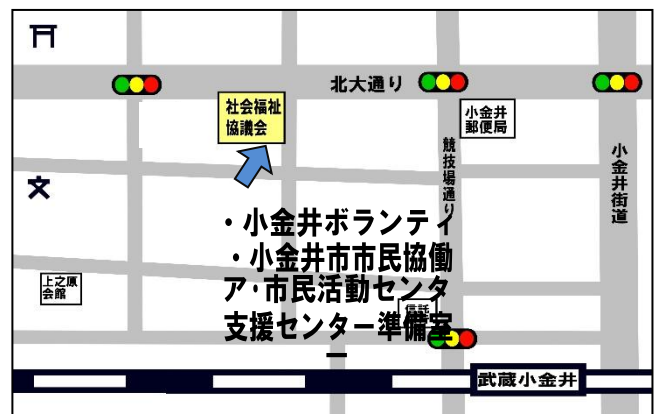 北大通り
社会福祉
協議会
小金井
郵便局
競技場通り
小金井街道
文
・小金井ボランティ
・小金井市市民協働
ア・市民活動センタ
支援センター準備室
ー
上之原
会館
信託
武蔵小金井